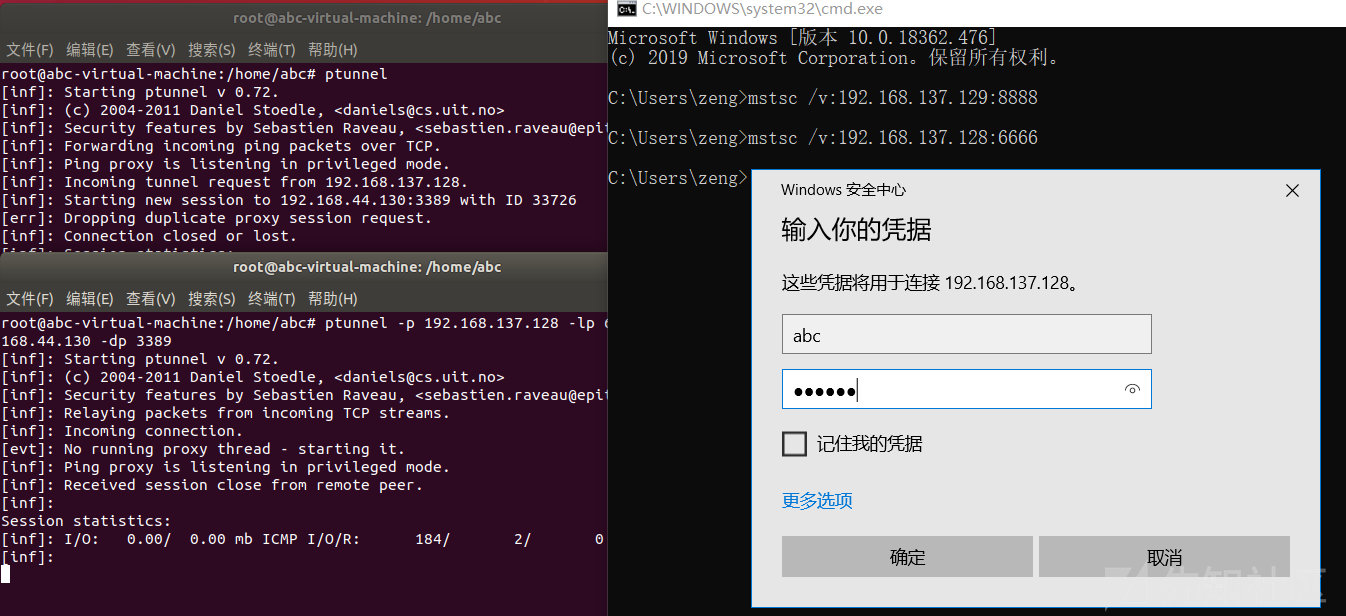 root@abc-virtual-machine: /home/abc
文件(F) 编辑(E) 查看(V) 搜索(S) 终端(T) 帮助(H)
root@abc-virtual-machine:/home/abc# ptunnel
[inf]: Starting ptunnel v 0.72.
[inf]: (c) 2004-2011 Daniel Stoedle, <daniels@cs.uit.no>
[inf]: Security features by Sebastien Raveau, <sebastien.raveau@epit
[inf]: Forwarding incoming ping packets over TCP.
[inf]: Ping proxy is listening in privileged mode.
[inf]: Incoming tunnel request from 192.168.137.128.
[inf]: Starting new session to 192.168.44.130:3389 with ID 33726
[err]: Dropping duplicate proxy session request.
[inf]: Connection closed or lost.
root@abc-virtual-machine: /home/abc
文件(F) 编辑(E) 查看(V) 搜索(S) 终端(T) 帮助(H)
root@abc-virtual-machine:/home/abc# ptunnel -p 192.168.137.128 -lp
168.44.130 -dp 3389
[inf]: Starting ptunnel v 0.72.
[inf]: (c) 2004-2011 Daniel Stoedle, <daniels@cs.uit.no>
[inf]: Security features by Sebastien Raveau, <sebastien.raveau@epit
[inf]: Relaying packets from incoming TCP streams.
[inf]: Incoming connection.
[evt]: No running proxy thread - starting it.
[inf]: Ping proxy is listening in privileged mode.
[inf]: Received session close from remote peer.
[inf]:
Session statistics:
[inf]: I/O: 0.00/ 0.00 mb ICMP I/O/R: 184/ 2/ 0
[inf]:
C:\WINDOWS\system32\cmd.exe
Microsoft Windows [版本 10.0.18362.476]
(c) 2019 Microsoft Corporation。保留所有权利。
C:\Users\zeng>mstsc /v:192.168.137.129:8888
C:\Users\zeng>mstsc /v:192.168.137.128:6666
C:\Users\zeng>
Windows 安全中心
输入你的凭据
这些凭据将用于连接 192.168.137.128。
abc
●●●●●●
记住我的凭据
更多选项
确定 取消